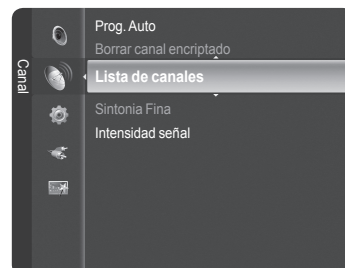 Canal
Prog. Auto
Borrar canal encriptado
Lista de canales
Sintonia Fina
Intensidad señal